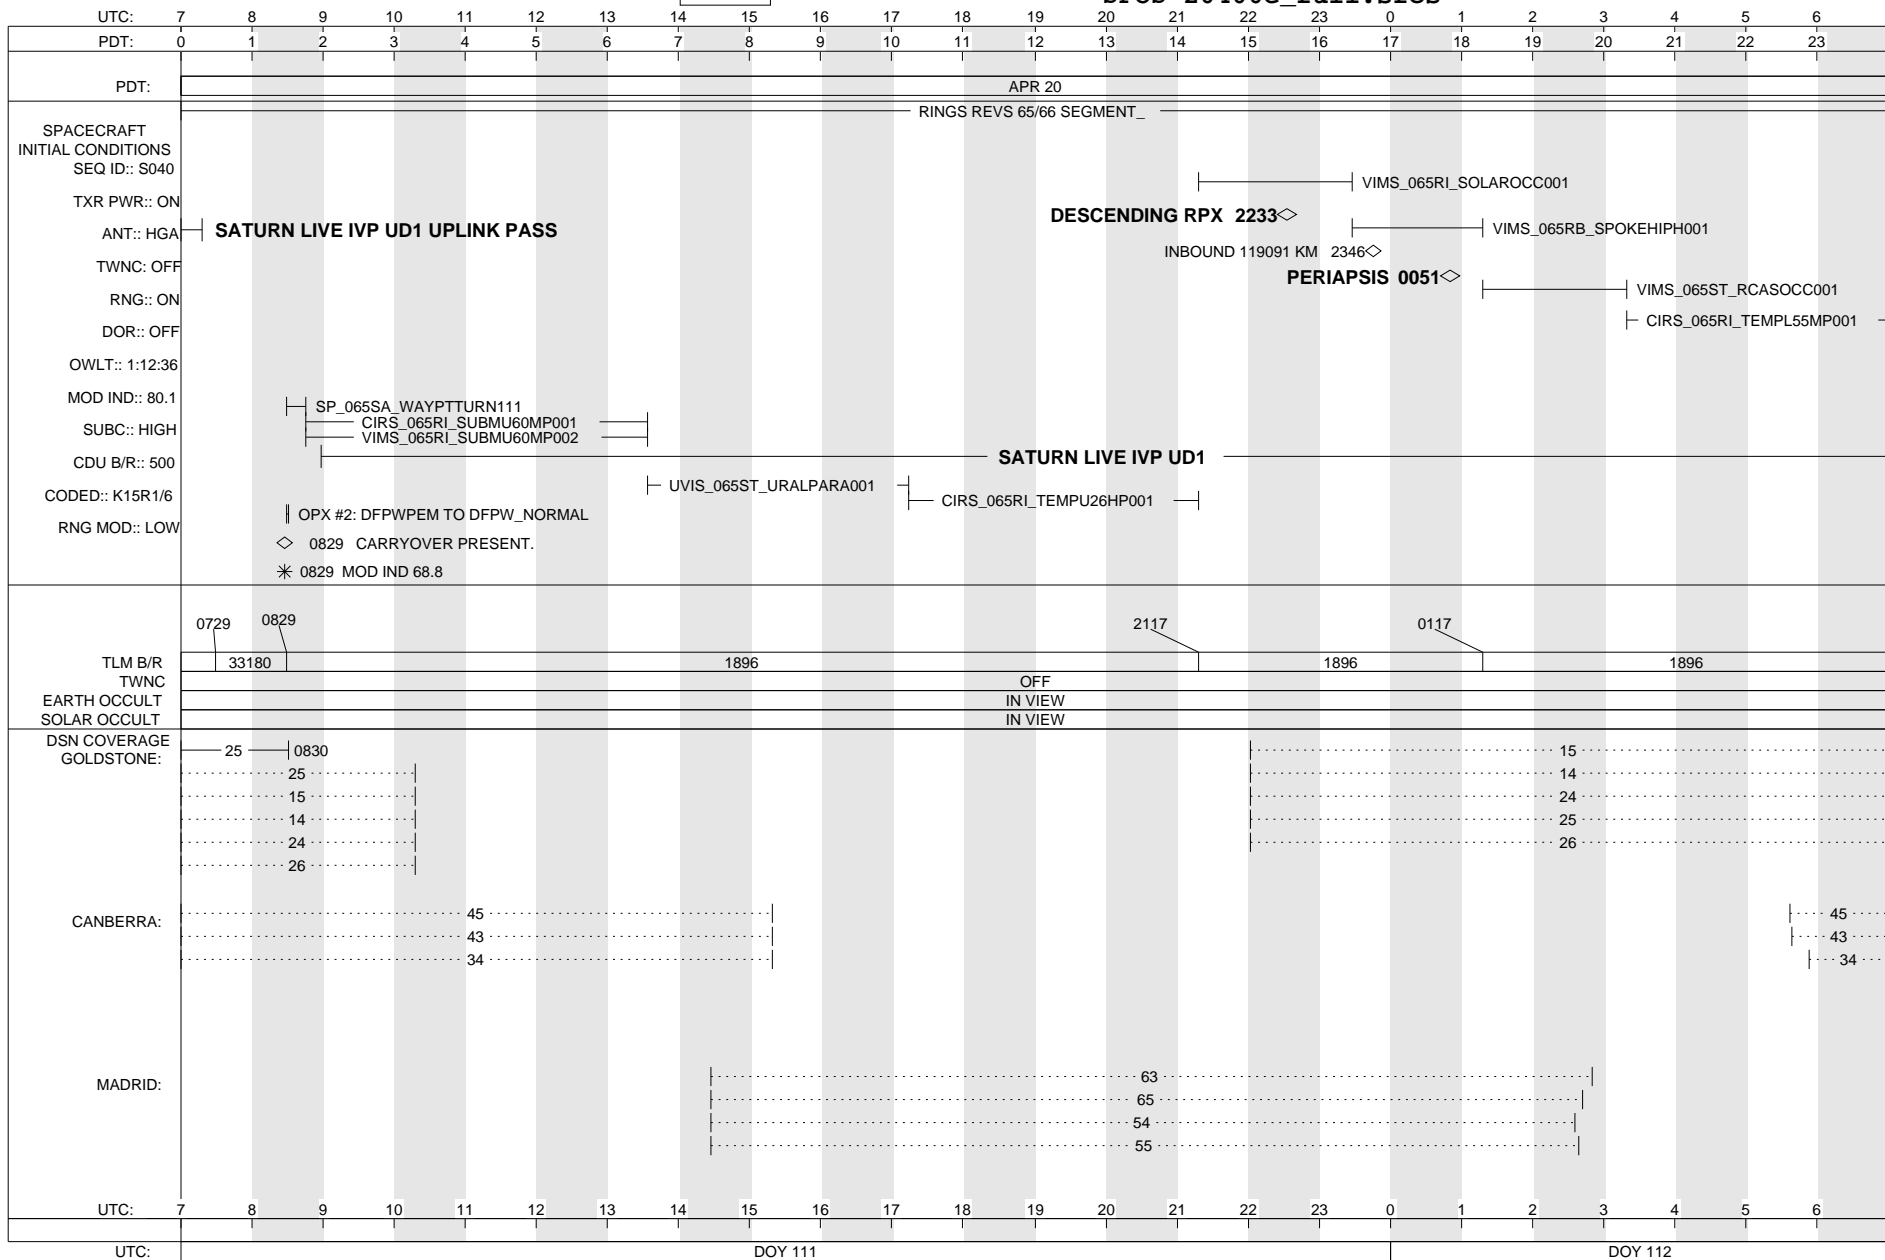 UTC: 7 8 9 10 11 12 13 14 15 16 17 18 19 20 21 22 23 0 1 2 3 4 5 6
PDT: 0 1 2 3 4 5 6 7 8 9 10 11 12 13 14 15 16 17 18 19 20 21 22 23
PDT: APR 20
RINGS REVS 65/66 SEGMENT_
SPACECRAFT
INITIAL CONDITIONS
SEQ ID:: S040
VIMS_065RI_SOLAROCC001
TXR PWR:: ON
DESCENDING RPX 2233
ANT:: HGA
SATURN LIVE IVP UD1 UPLINK PASS
VIMS_065RB_SPOKEHIPH001
INBOUND 119091 KM 2346
TWNC: OFF
PERIAPSIS 0051
VIMS_065ST_RCASOCC001
RNG:: ON
CIRS_065RI_TEMPL55MP001
DOR:: OFF
OWLT:: 1:12:36
MOD IND:: 80.1
SP_065SA_WAYPTTURN111
CIRS_065RI_SUBMU60MP001
SUBC:: HIGH
VIMS_065RI_SUBMU60MP002
CDU B/R:: 500
SATURN LIVE IVP UD1
UVIS_065ST_URALPARA001
CODED:: K15R1/6
CIRS_065RI_TEMPU26HP001
OPX #2: DFPWPEM TO DFPW_NORMAL
RNG MOD:: LOW
0829 CARRYOVER PRESENT.
0829 MOD IND 68.8
0729 0829 2117 0117
TLM B/R 33180 1896 1896 1896
TWNC OFF
EARTH OCCULT IN VIEW
SOLAR OCCULT IN VIEW
DSN COVERAGE
GOLDSTONE: 25 0830 15
25 14
15 24
14 25
24 26
26
CANBERRA: 45 45
43 43
34 34
MADRID: 63
65
54
55
UTC: 7 8 9 10 11 12 13 14 15 16 17 18 19 20 21 22 23 0 1 2 3 4 5 6
UTC: DOY 111 DOY 112